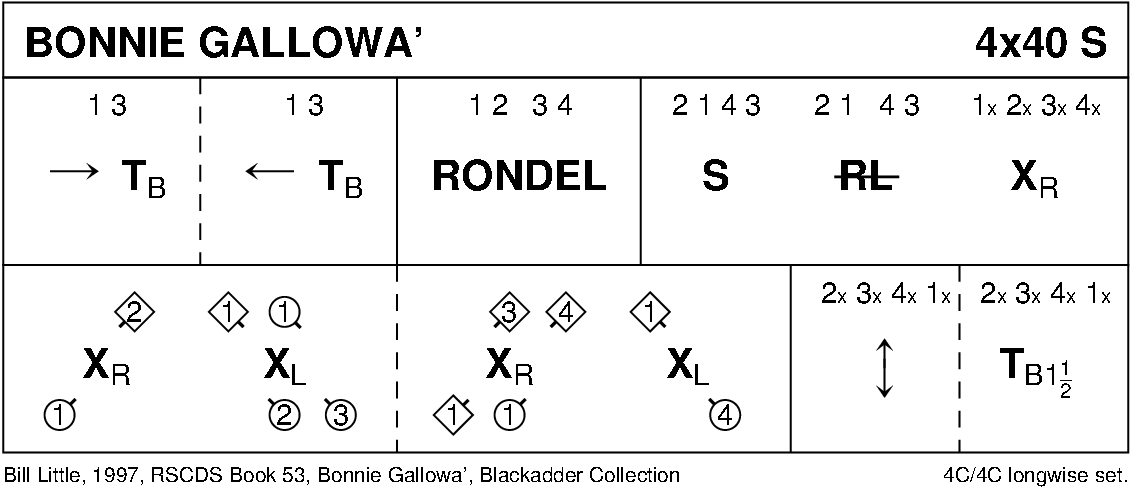 BONNIE GALLOWA’ 4x40 S
1 3 1 3 1 2 3 4 2 1 4 3 2 1 4 3 1x 2x 3x 4x
TB TB RONDEL S RL XR
2 1 1 3 4 1 2x 3x 4x 1x 2x 3x 4x 1x
XR XL XR XL TB1½
1 2 3 1 1 4
Bill Little, 1997, RSCDS Book 53, Bonnie Gallowa’, Blackadder Collection 4C/4C longwise set.